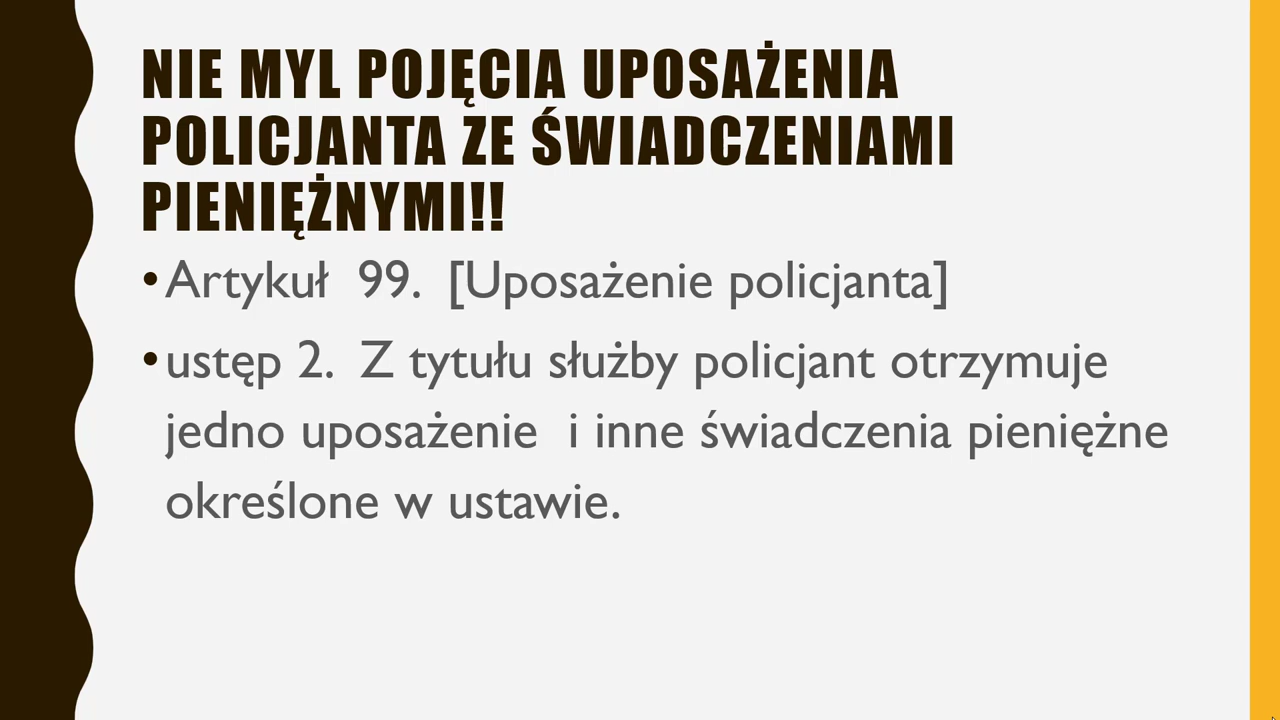 NIE MYL POJĘCIA UPOSAŻENIA
POLICJANTA ZE ŚWIADCZENIAMI
PIENIĘŻNYMI!!
•Artykuł 99. [Uposażenie policjanta]
•ustęp 2. Z tytułu służby policjant otrzymuje
jedno uposażenie i inne świadczenia pieniężne
określone w ustawie.